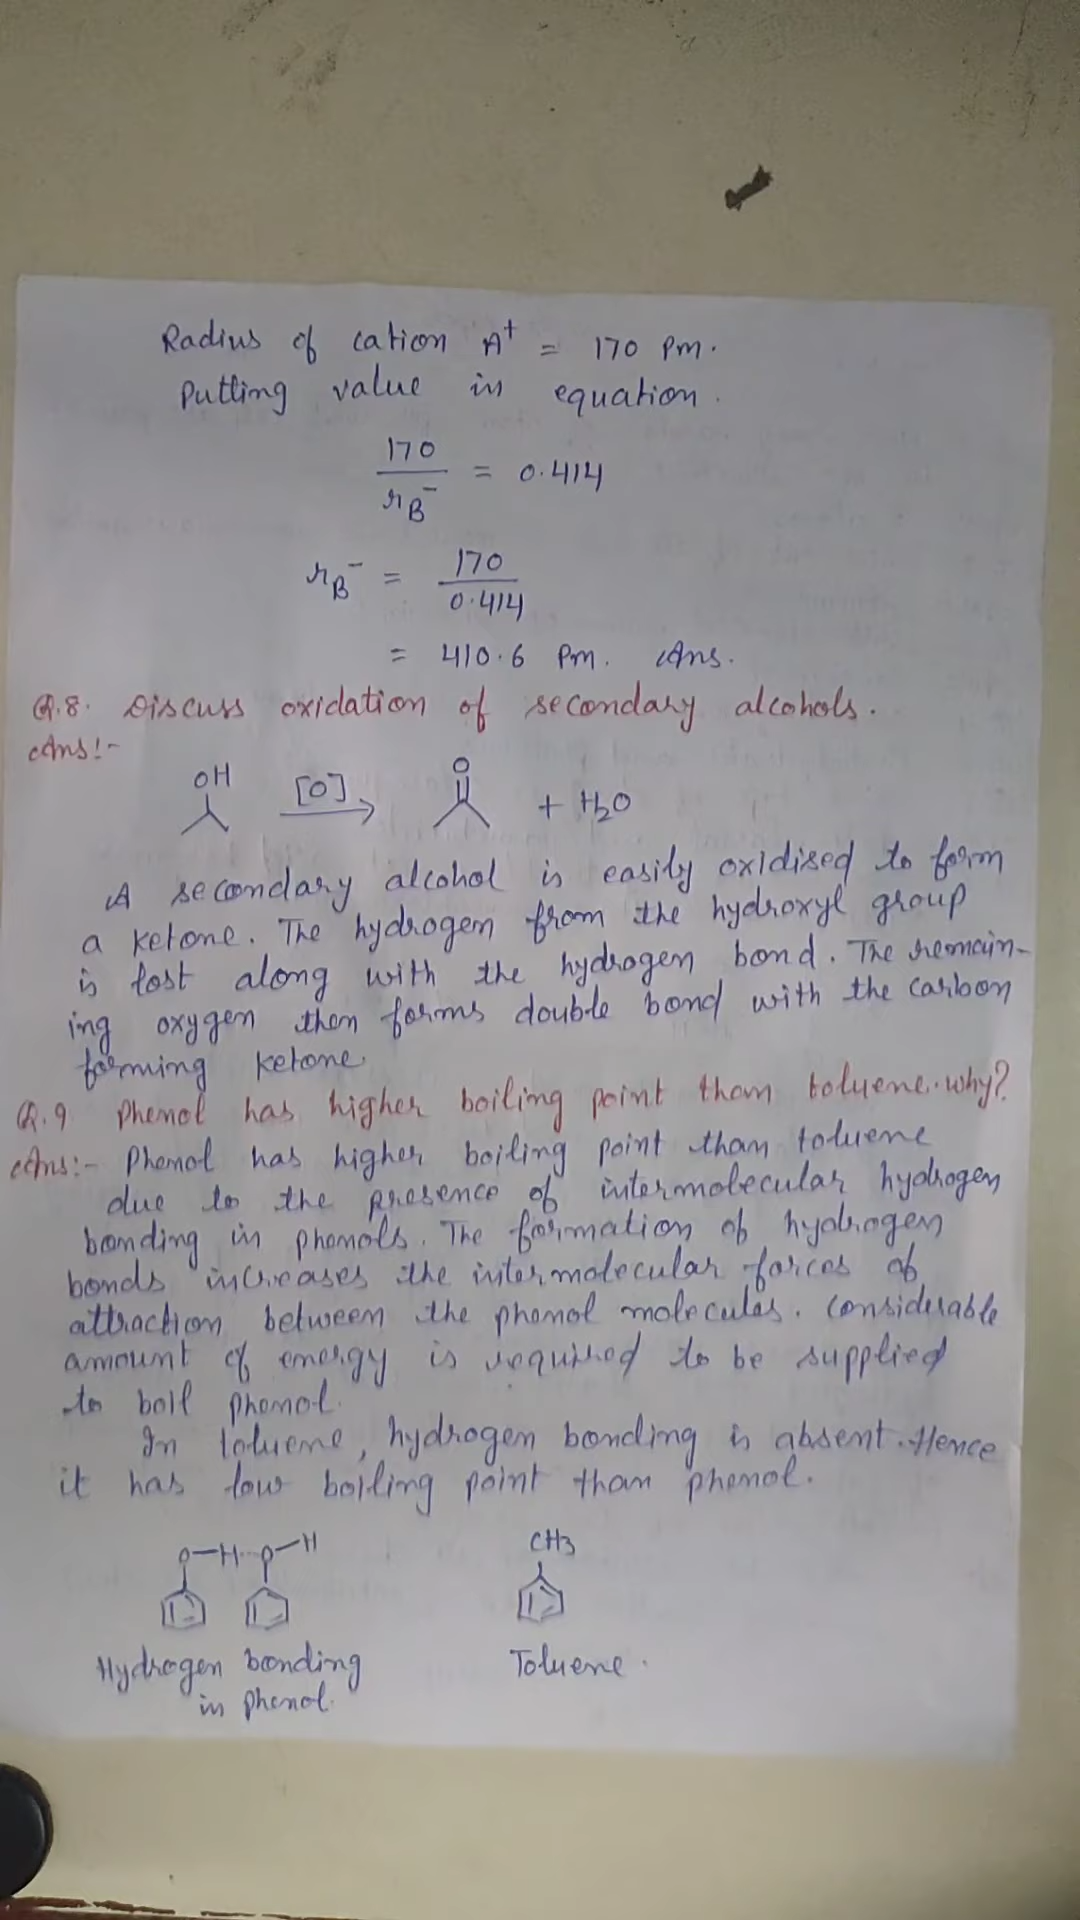 Radius of cation A+ = 170 Pm.
Putting value in equation.
170
rB- = 0.414
rB- = 170
0.414
= 410.6 Pm. Ans.
Q.8. Discuss oxidation of secondary alcohols.
Ans:-
OH [O] O + H2O
A secondary alcohol is easily oxidised to form
a ketone. The hydrogen from the hydroxyl group
is lost along with the hydrogen bond. The remain-
ing oxygen then forms double bond with the carbon
forming ketone.
Q.9 Phenol has higher boiling point than toluene. why?
Ans:- Phenol has higher boiling point than toluene
due to the presence of intermolecular hydrogen
bonding in phenols. The formation of hydrogen
bonds increases the intermolecular forces of
attraction between the phenol molecules. Considerable
amount of energy is required to be supplied
to boil phenol.
In toluene, hydrogen bonding is absent. Hence
it has low boiling point than phenol.
O-H...O-H CH3
Hydrogen bonding Toluene.
in phenol.